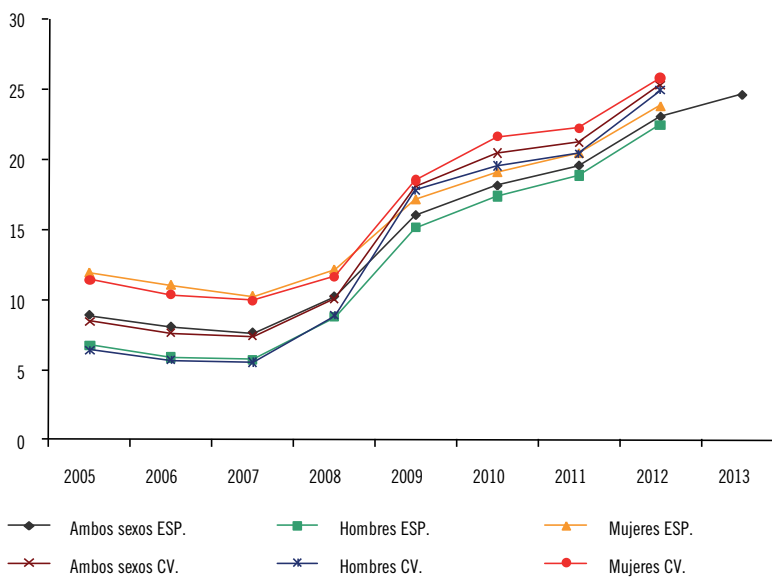 30
25
20
15
10
5
0
2005 2006 2007 2008 2009 2010 2011 2012 2013
Ambos sexos ESP. Hombres ESP. Mujeres ESP.
Ambos sexos CV. Hombres CV. Mujeres CV.